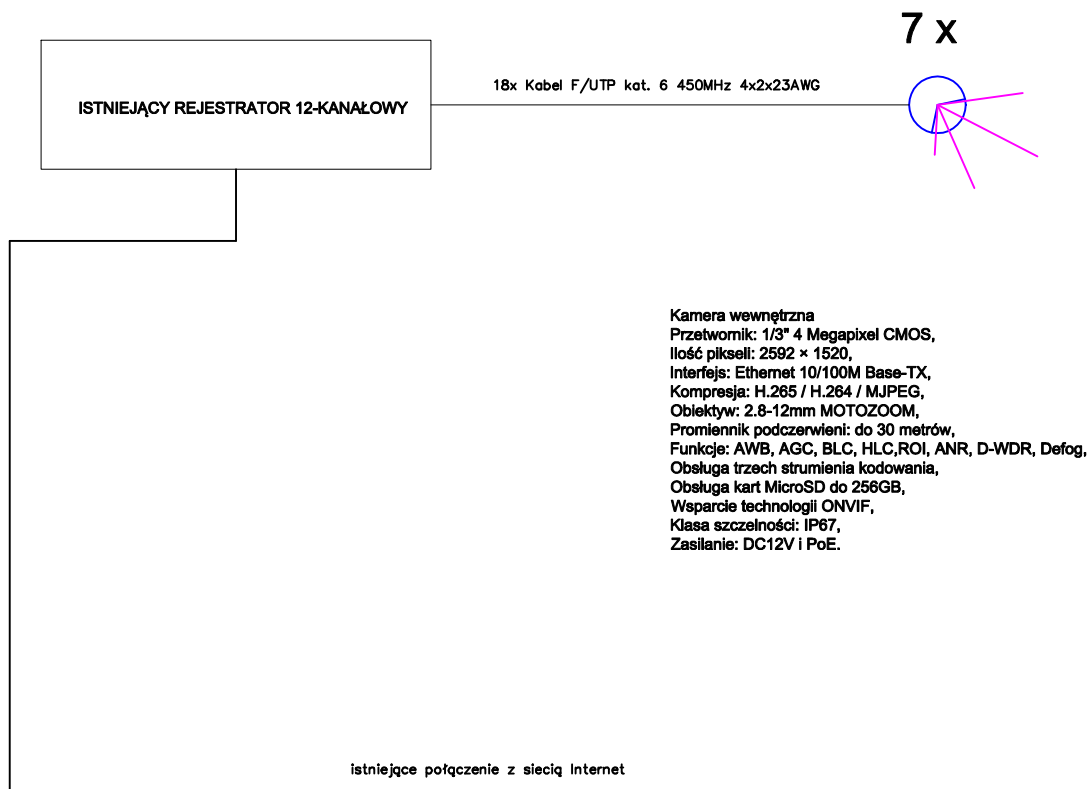 7 x
18x Kabel F/UTP kat. 6 450MHz 4x2x23AWG
ISTNIEJĄCY REJESTRATOR 12-KANAŁOWY
Kamera wewnętrzna
Przetwornik: 1/3" 4 Megapixel CMOS,
Ilość pikseli: 2592 × 1520,
Interfejs: Ethernet 10/100M Base-TX,
Kompresja: H.265 / H.264 / MJPEG,
Obiektyw: 2.8-12mm MOTOZOOM,
Promiennik podczerwieni: do 30 metrów,
Funkcje: AWB, AGC, BLC, HLC,ROI, ANR, D-WDR, Defog,
Obsługa trzech strumienia kodowania,
Obsługa kart MicroSD do 256GB,
Wsparcie technologii ONVIF,
Klasa szczelności: IP67,
Zasilanie: DC12V i PoE.
istniejące połączenie z siecią Internet